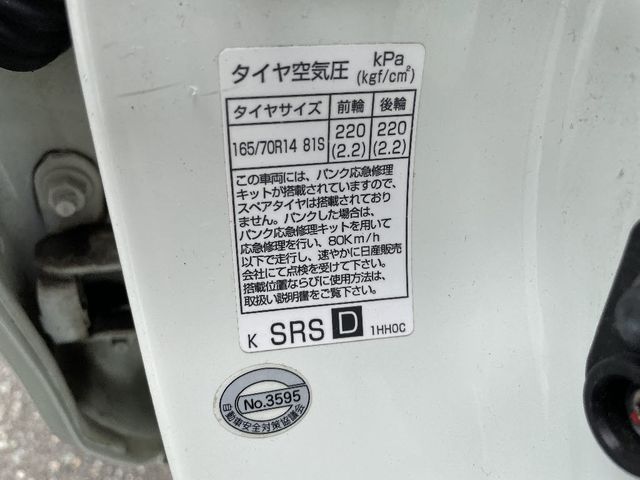 タイヤ空気圧 kPa (kgf/cm²)
タイヤサイズ 前輪 後輪
165/70R14 81S 220 (2.2) 220 (2.2)
この車両には、パンク応急修理
キットが搭載されていますので、
スペアタイヤは搭載されており
ません。パンクした場合は、
パンク応急修理キットを用いて
応急修理を行い、80Km/h
以下で走行し、速やかに日産販売
会社にて点検を受けて下さい。
搭載位置ならびに使用方法は、
取扱い説明書をご覧下さい。
K SRS D 1HH0C
No.3595
自動車安全対策協議会